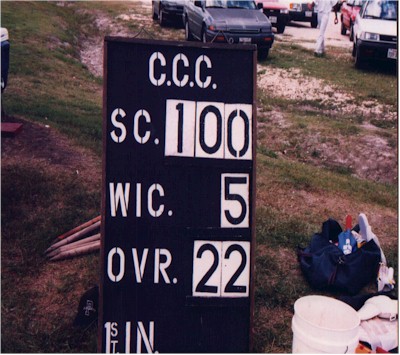 C.C.C.
SC. 100
WIC. 5
OVR. 22
1ST. IN.